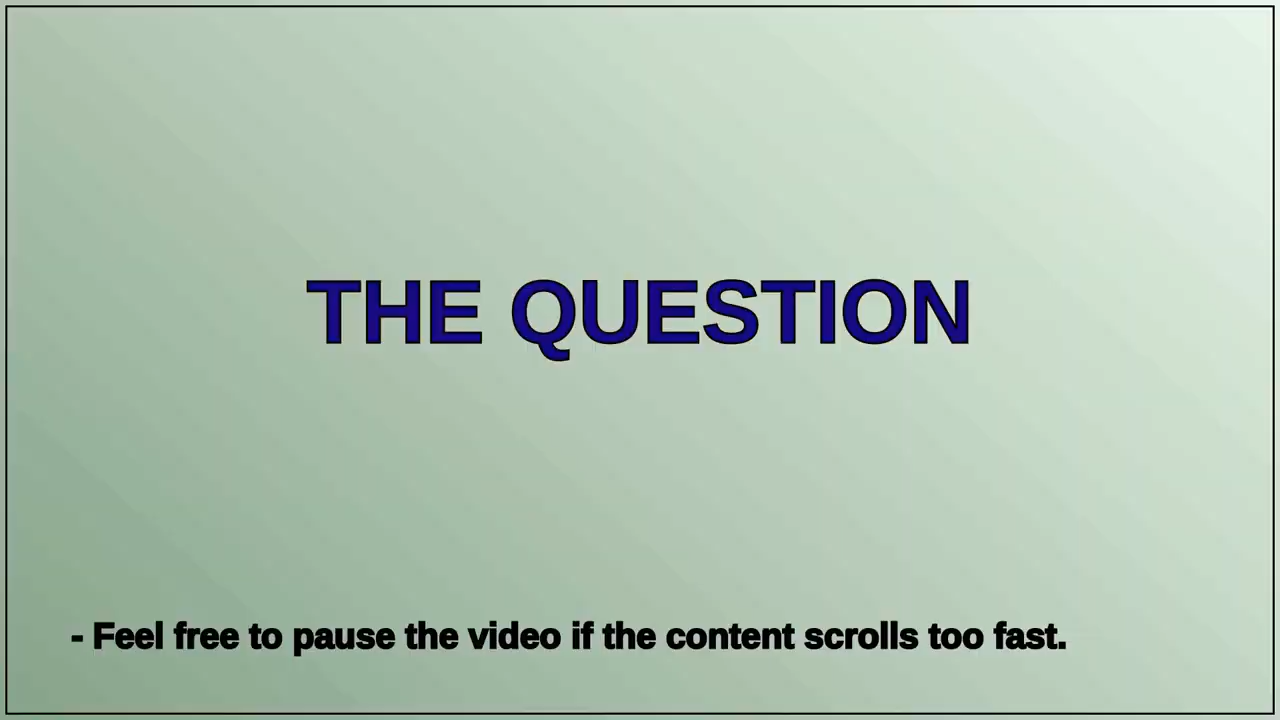 THE QUESTION
- Feel free to pause the video if the content scrolls too fast.